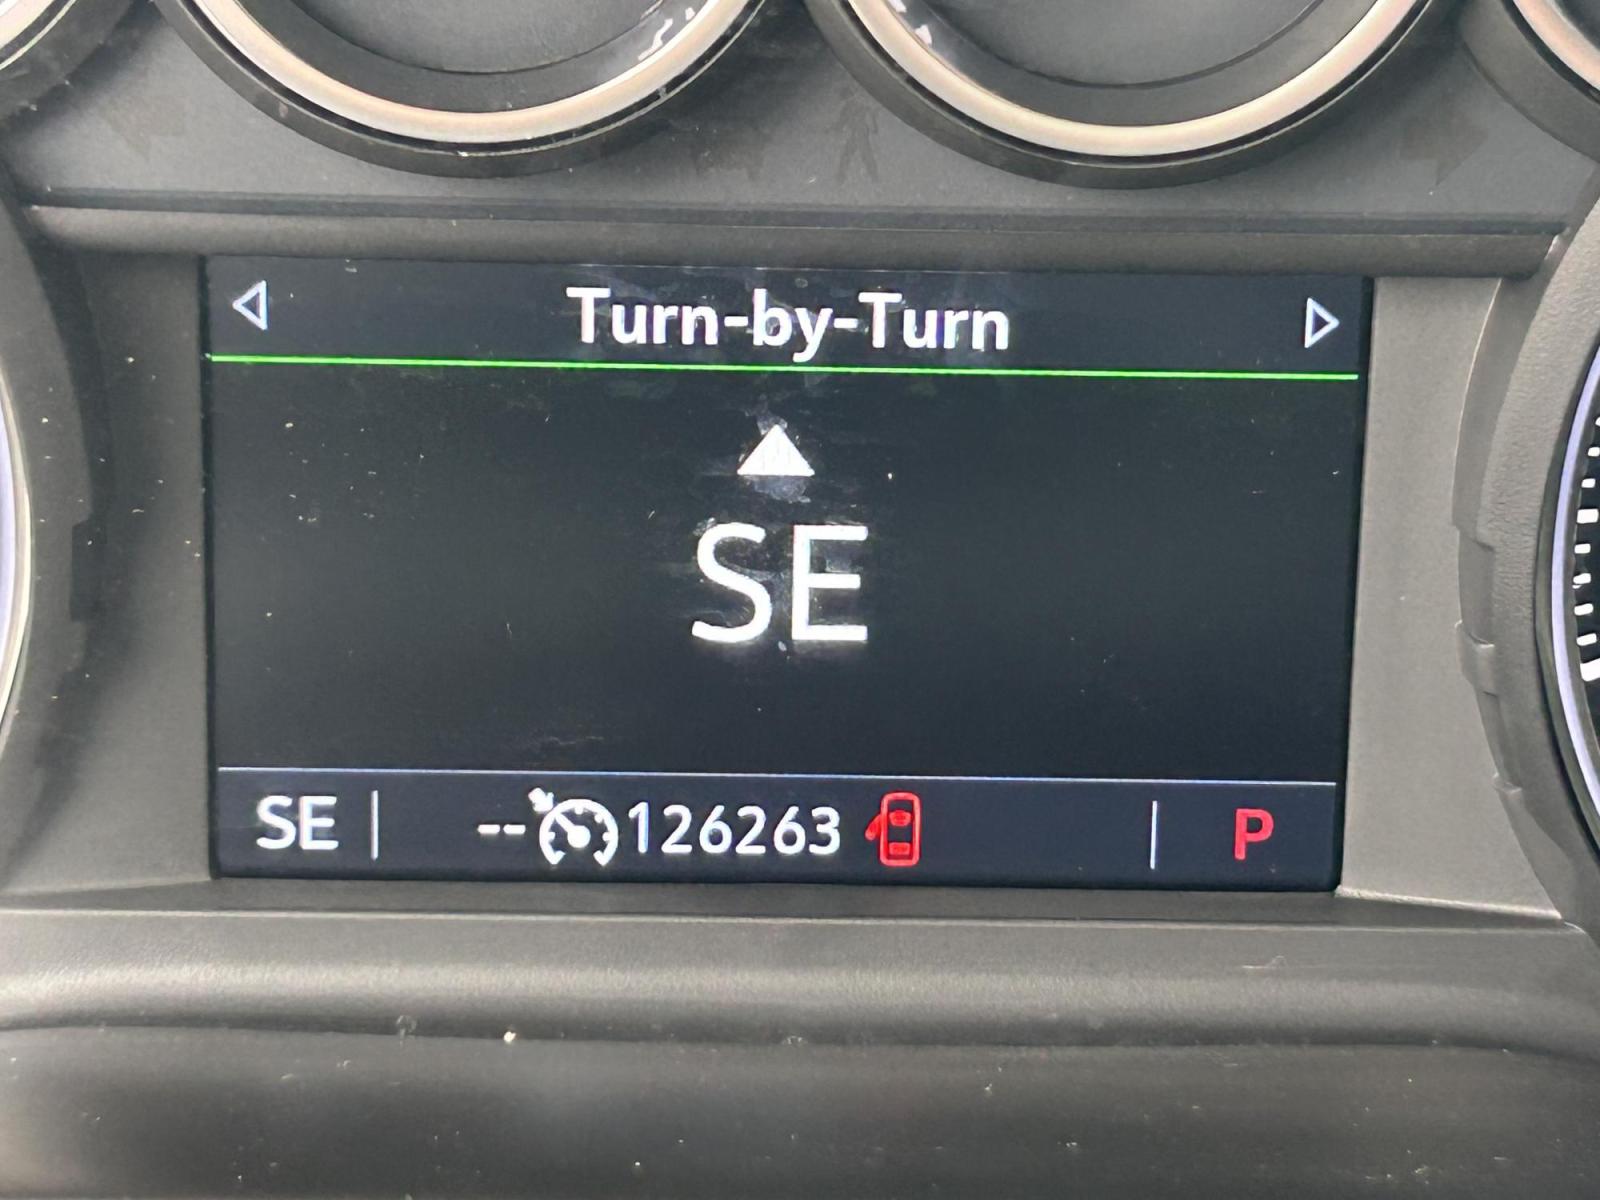 Turn-by-Turn
SE
SE -- 126263 P